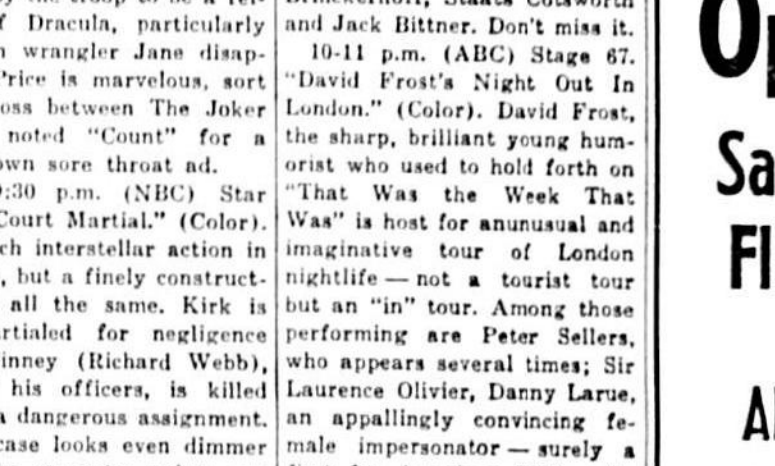 f Dracula, particularly
wrangler Jane disap-
Price is marvelous, sort
oss between The Joker
noted "Count" for a
own sore throat ad.
:30 p.m. (NBC) Star
Court Martial." (Color).
ch interstellar action in
, but a finely construct-
all the same. Kirk is
rtialed for negligence
inney (Richard Webb),
his officers, is killed
a dangerous assignment.
case looks even dimmer
and Jack Bittner. Don't miss it.
10-11 p.m. (ABC) Stage 67.
"David Frost's Night Out In
London." (Color). David Frost,
the sharp, brilliant young hum-
orist who used to hold forth on
"That Was the Week That
Was" is host for anunusual and
imaginative tour of London
nightlife — not a tourist tour
but an "in" tour. Among those
performing are Peter Sellers,
who appears several times; Sir
Laurence Olivier, Danny Larue,
an appallingly convincing fe-
male impersonator — surely a
Op
Sa
Fl